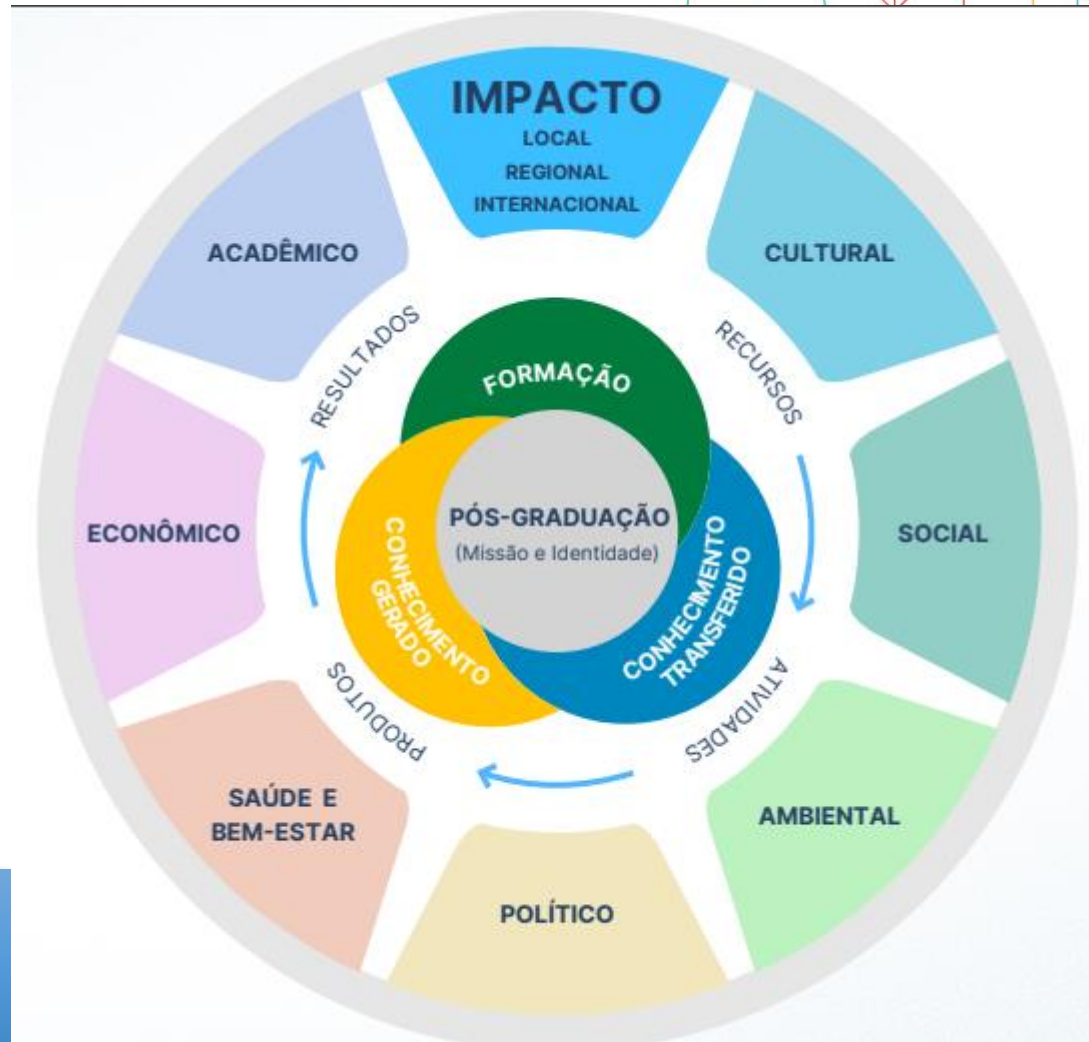 IMPACTO
LOCAL
REGIONAL
INTERNACIONAL
CULTURAL
SOCIAL
AMBIENTAL
POLÍTICO
SAÚDE E
BEM-ESTAR
ECONÔMICO
ACADÊMICO
RECURSOS
ATIVIDADES
PRODUTOS
RESULTADOS
FORMAÇÃO
CONHECIMENTO
TRANSFERIDO
CONHECIMENTO
GERADO
PÓS-GRADUAÇÃO
(Missão e Identidade)